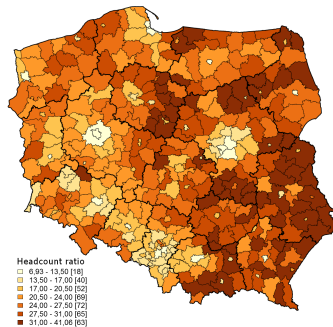 Headcount ratio
6,93 - 13,50 [18]
13,50 - 17,00 [40]
17,00 - 20,50 [52]
20,50 - 24,00 [69]
24,00 - 27,50 [72]
27,50 - 31,00 [65]
31,00 - 41,06 [63]